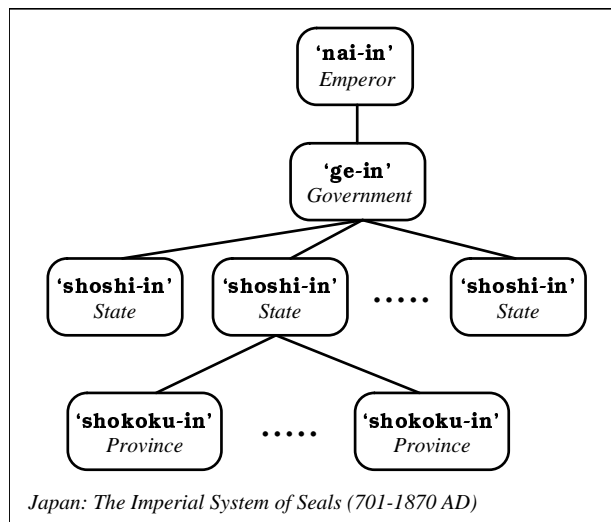 ‘nai-in’
Emperor
‘ge-in’
Government
‘shoshi-in’ ‘shoshi-in’ ..... ‘shoshi-in’
State State State
‘shokoku-in’ ..... ‘shokoku-in’
Province Province
Japan: The Imperial System of Seals (701-1870 AD)